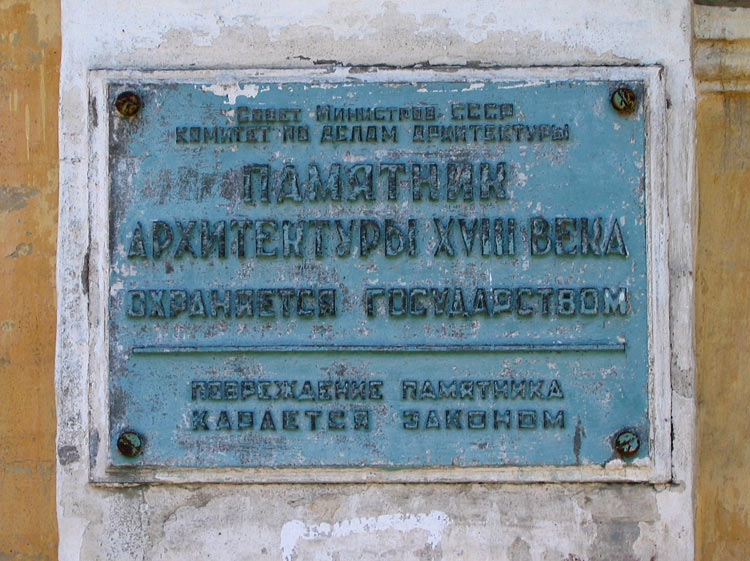 Совет Министров СССР
КОМИТЕТ ПО ДЕЛАМ АРХИТЕКТУРЫ
ПАМЯТНИК
АРХИТЕКТУРЫ XVIII ВЕКА
ОХРАНЯЕТСЯ ГОСУДАРСТВОМ
ПОВРЕЖДЕНИЕ ПАМЯТНИКА
КАРАЕТСЯ ЗАКОНОМ